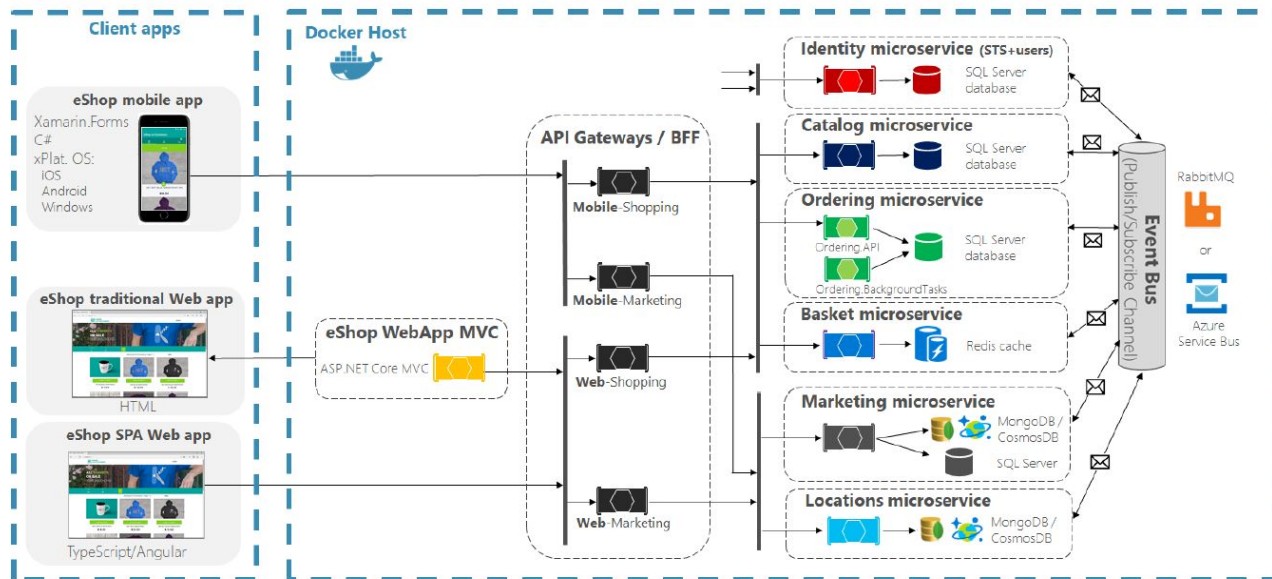 Client apps
eShop mobile app
Xamarin.Forms
C#
xPlat. OS:
iOS
Android
Windows
eShop traditional Web app
HTML
eShop SPA Web app
TypeScript/Angular
Docker Host
eShop WebApp MVC
ASP.NET Core MVC
API Gateways / BFF
Mobile-Shopping
Mobile-Marketing
Web-Shopping
Web-Marketing
Identity microservice (STS+users)
SQL Server
database
Catalog microservice
SQL Server
database
Ordering microservice
Ordering.API
SQL Server
database
Ordering.BackgroundTasks
Basket microservice
Redis cache
Marketing microservice
MongoDB /
CosmosDB
SQL Server
Locations microservice
MongoDB /
CosmosDB
Event Bus
(Publish/Subscribe Channel)
RabbitMQ
or
Azure
Service Bus